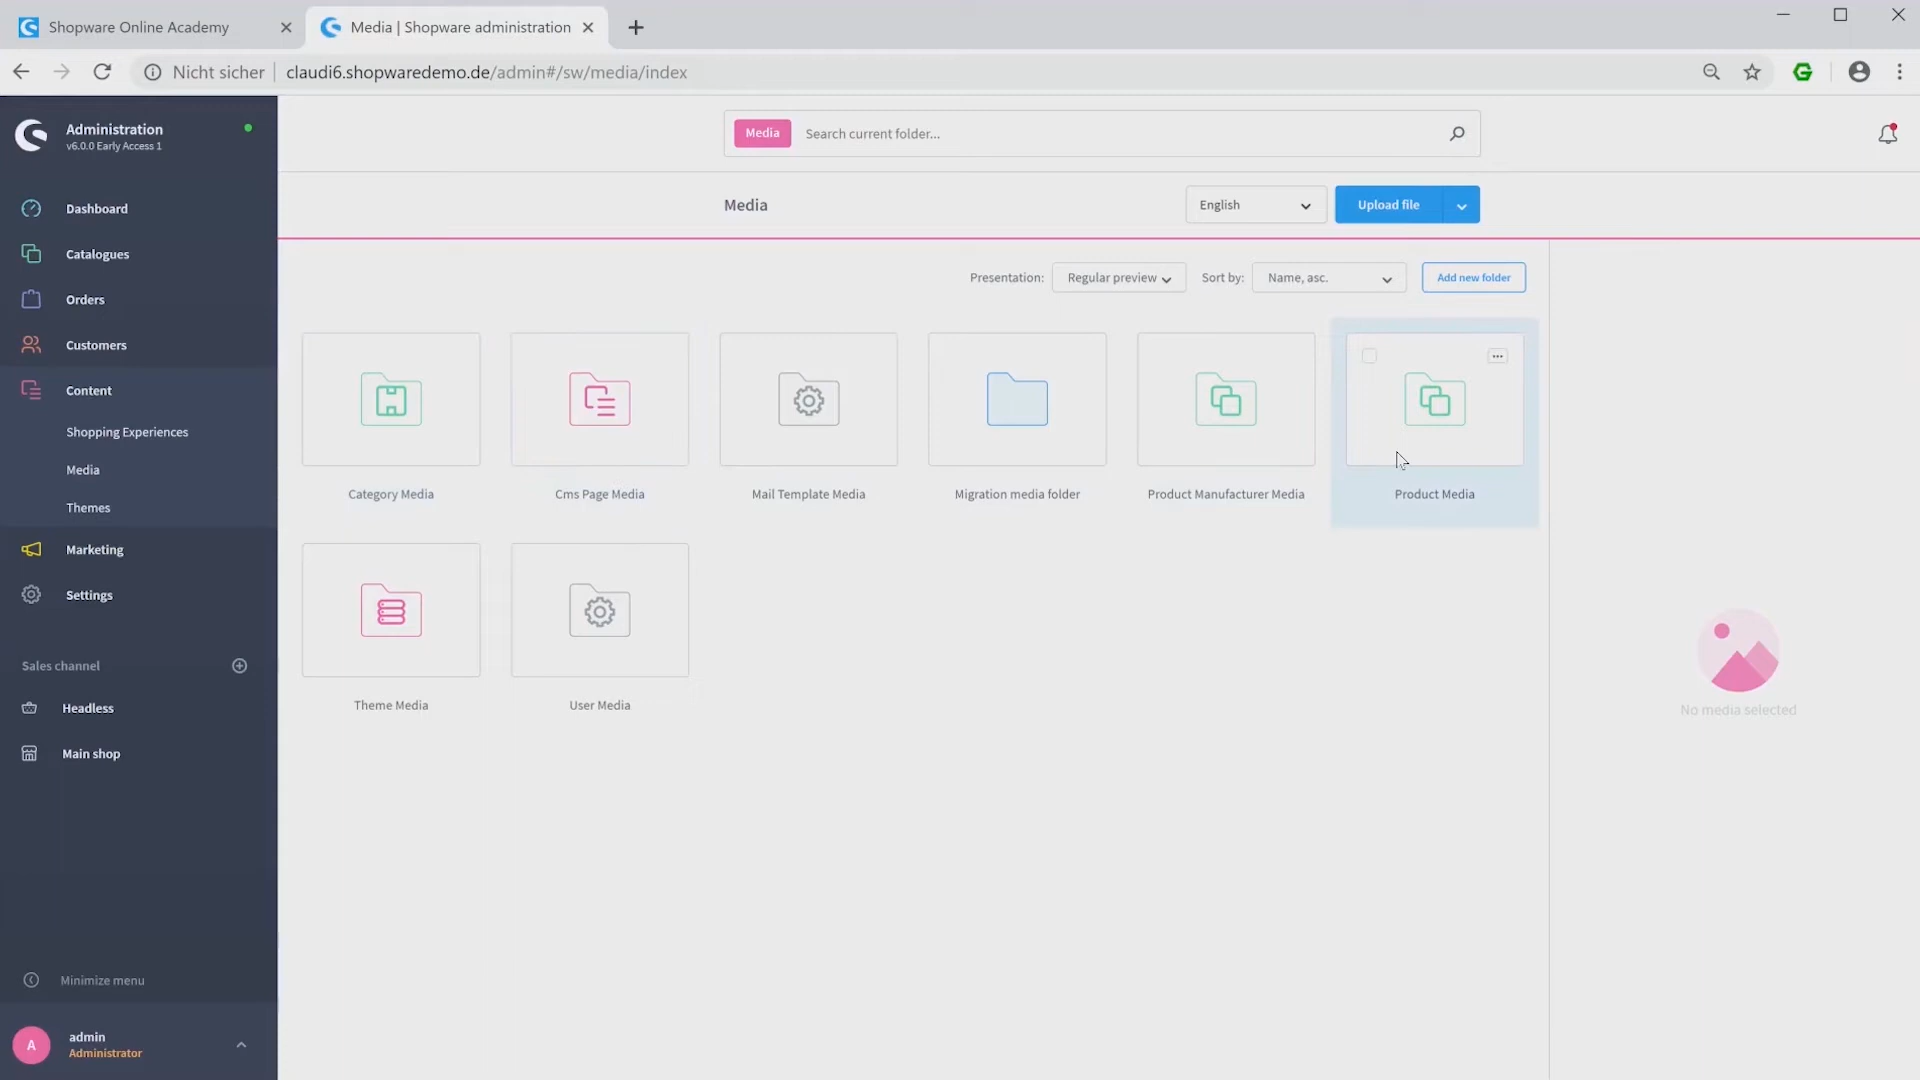 Shopware Online Academy
Media | Shopware administration
Nicht sicher
claudi6.shopwaredemo.de/admin#/sw/media/index
Administration
v6.0.0 Early Access 1
Dashboard
Catalogues
Orders
Customers
Content
Shopping Experiences
Media
Themes
Marketing
Settings
Sales channel
Headless
Main shop
Minimize menu
A
admin
Administrator
Media
Search current folder...
Media
English
Upload file
Presentation:
Regular preview
Sort by:
Name, asc.
Add new folder
Category Media
Cms Page Media
Mail Template Media
Migration media folder
Product Manufacturer Media
Product Media
Theme Media
User Media
No media selected